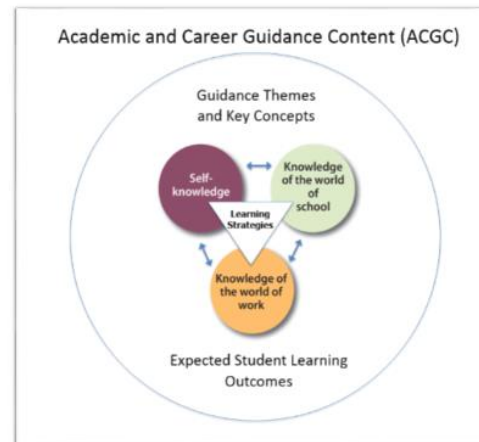 Academic and Career Guidance Content (ACGC)
Guidance Themes
and Key Concepts
Self-
knowledge
Knowledge
of the world
of
school
Learning
Strategies
Knowledge of
the world of
work
Expected Student Learning
Outcomes